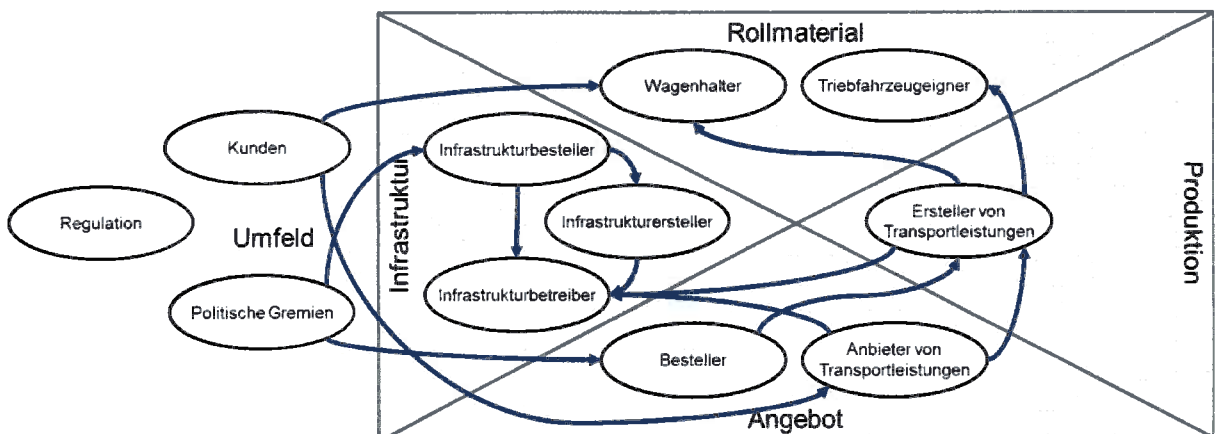 Rollmaterial
Wagenhalter
Triebfahrzeugeigner
Kunden
Infrastrukturbesteller
Infrastruktur
Produktion
Regulation
Umfeld
Infrastrukturersteller
Ersteller von
Transportleistungen
Infrastrukturbetreiber
Politische Gremien
Besteller
Anbieter von
Transportleistungen
Angebot